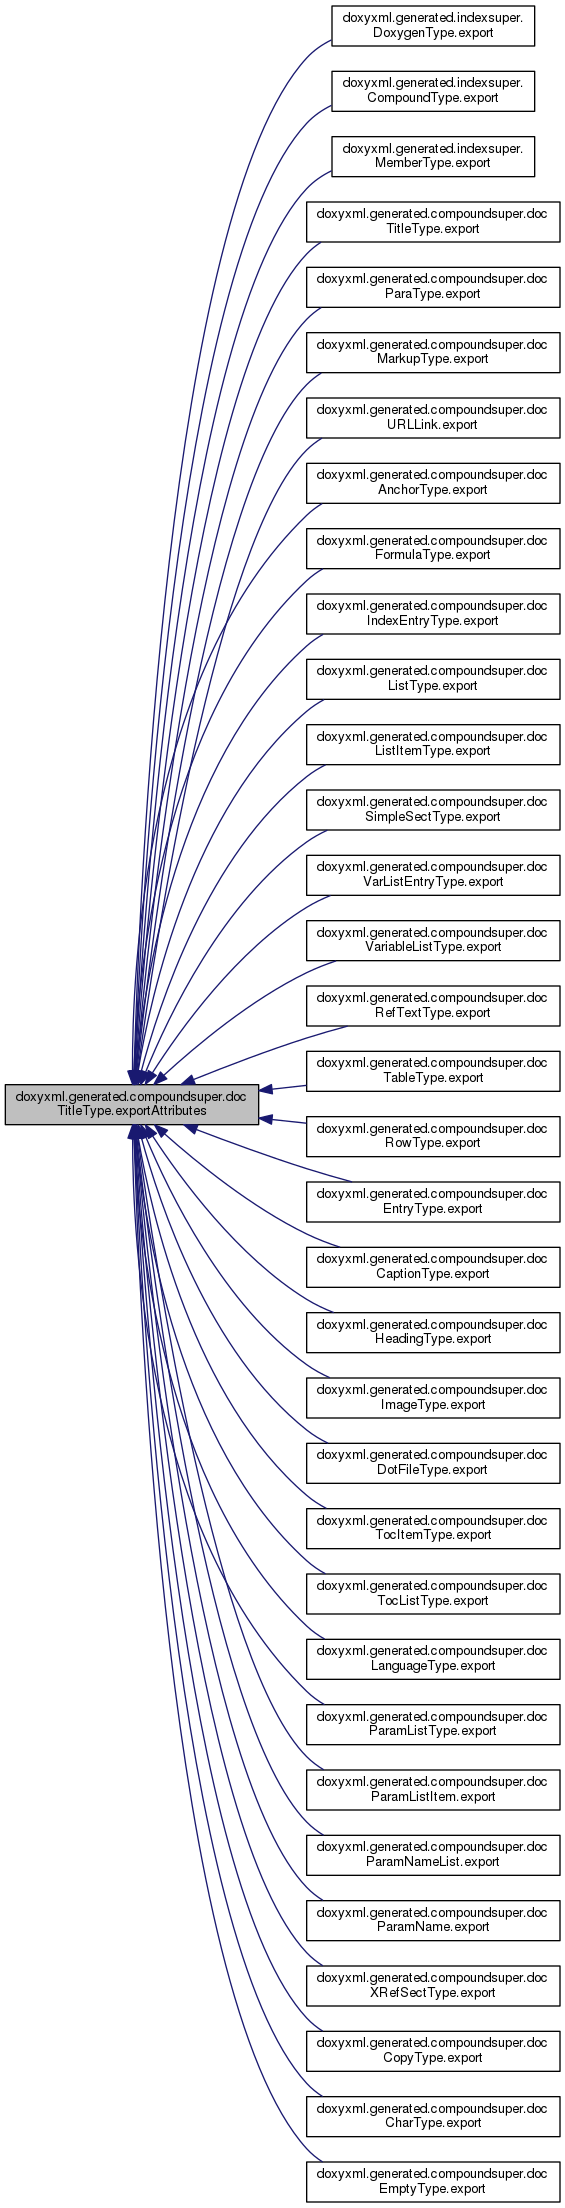 doxyxml.generated.indexsuper.
DoxygenType.export
doxyxml.generated.indexsuper.
CompoundType.export
doxyxml.generated.indexsuper.
MemberType.export
doxyxml.generated.compoundsuper.doc
TitleType.export
doxyxml.generated.compoundsuper.doc
ParaType.export
doxyxml.generated.compoundsuper.doc
MarkupType.export
doxyxml.generated.compoundsuper.doc
URLLink.export
doxyxml.generated.compoundsuper.doc
AnchorType.export
doxyxml.generated.compoundsuper.doc
FormulaType.export
doxyxml.generated.compoundsuper.doc
IndexEntryType.export
doxyxml.generated.compoundsuper.doc
ListType.export
doxyxml.generated.compoundsuper.doc
ListItemType.export
doxyxml.generated.compoundsuper.doc
SimpleSectType.export
doxyxml.generated.compoundsuper.doc
VarListEntryType.export
doxyxml.generated.compoundsuper.doc
VariableListType.export
doxyxml.generated.compoundsuper.doc
RefTextType.export
doxyxml.generated.compoundsuper.doc
TableType.export
doxyxml.generated.compoundsuper.doc
TitleType.exportAttributes
doxyxml.generated.compoundsuper.doc
RowType.export
doxyxml.generated.compoundsuper.doc
EntryType.export
doxyxml.generated.compoundsuper.doc
CaptionType.export
doxyxml.generated.compoundsuper.doc
HeadingType.export
doxyxml.generated.compoundsuper.doc
ImageType.export
doxyxml.generated.compoundsuper.doc
DotFileType.export
doxyxml.generated.compoundsuper.doc
TocItemType.export
doxyxml.generated.compoundsuper.doc
TocListType.export
doxyxml.generated.compoundsuper.doc
LanguageType.export
doxyxml.generated.compoundsuper.doc
ParamListType.export
doxyxml.generated.compoundsuper.doc
ParamListItem.export
doxyxml.generated.compoundsuper.doc
ParamNameList.export
doxyxml.generated.compoundsuper.doc
ParamName.export
doxyxml.generated.compoundsuper.doc
XRefSectType.export
doxyxml.generated.compoundsuper.doc
CopyType.export
doxyxml.generated.compoundsuper.doc
CharType.export
doxyxml.generated.compoundsuper.doc
EmptyType.export